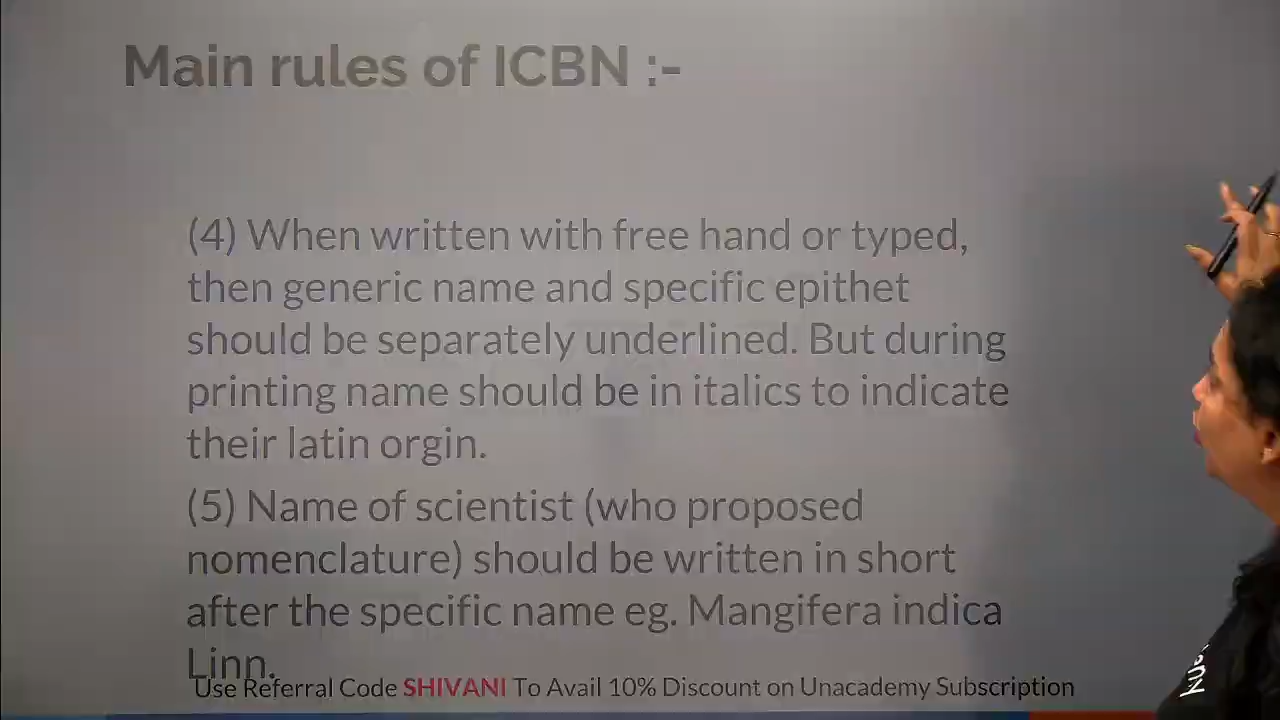 Main rules of ICBN :-
(4) When written with free hand or typed,
then generic name and specific epithet
should be separately underlined. But during
printing name should be in italics to indicate
their latin orgin.
(5) Name of scientist (who proposed
nomenclature) should be written in short
after the specific name eg. Mangifera indica
Linn.
Use Referral Code SHIVANI To Avail 10% Discount on Unacademy Subscription